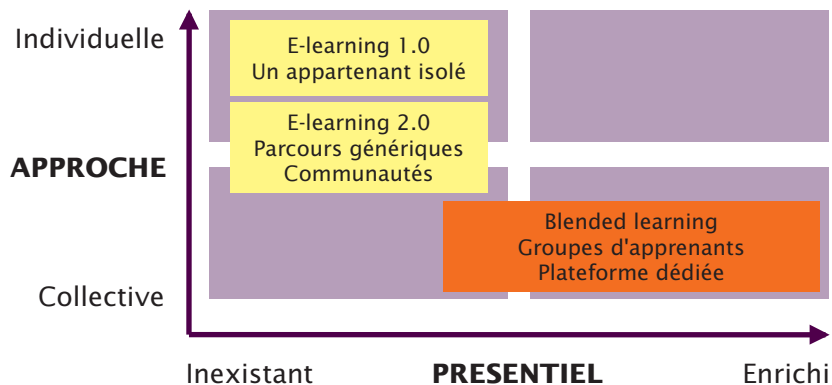 Individuelle
E-learning 1.0
Un appartenant isolé
E-learning 2.0
Parcours génériques
Communautés
APPROCHE
Blended learning
Groupes d'apprenants
Plateforme dédiée
Collective
Inexistant PRESENTIEL Enrichi